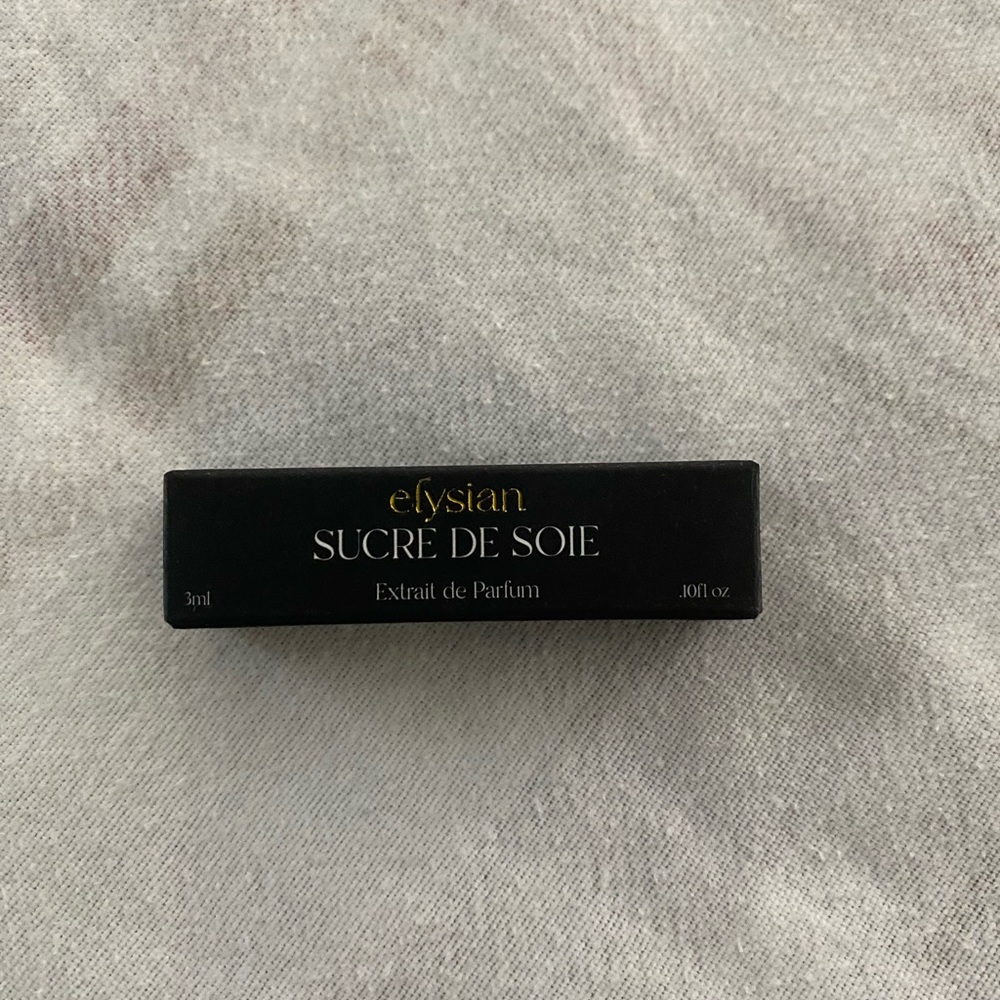 elysian
SUCRE DE SOIE
Extrait de Parfum
3ml
.10fl oz